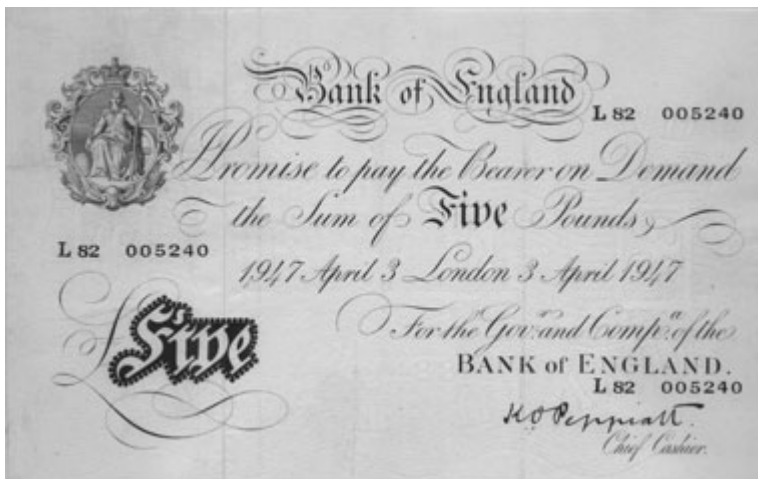 Bank of England
L 82 005240
I Promise to pay the Bearer on Demand
the Sum of Five Pounds
L 82 005240
1947 April 3 London 3 April 1947
For the Gov.r and Comp.a of the
BANK of ENGLAND.
L 82 005240
£Five
K O Peppiatt.
Chief Cashier.